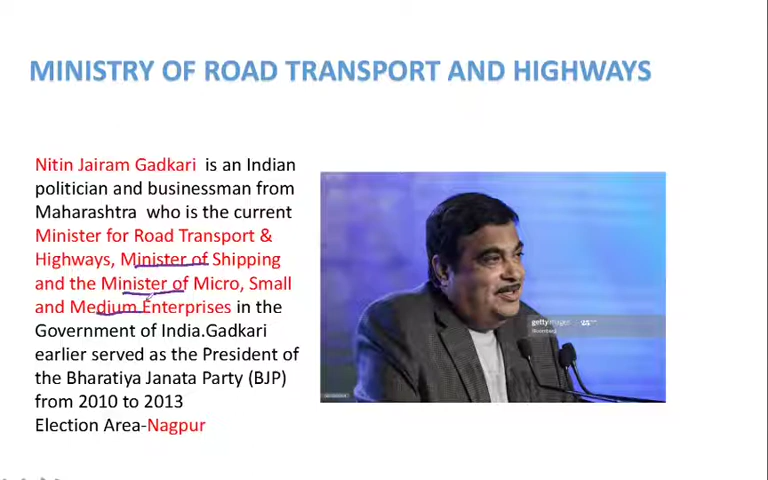 MINISTRY OF ROAD TRANSPORT AND HIGHWAYS
Nitin Jairam Gadkari is an Indian
politician and businessman from
Maharashtra who is the current
Minister for Road Transport &
Highways, Minister of Shipping
and the Minister of Micro, Small
and Medium Enterprises in the
Government of India.Gadkari
earlier served as the President of
the Bharatiya Janata Party (BJP)
from 2010 to 2013
Election Area-Nagpur
gettyimages
Bloomberg